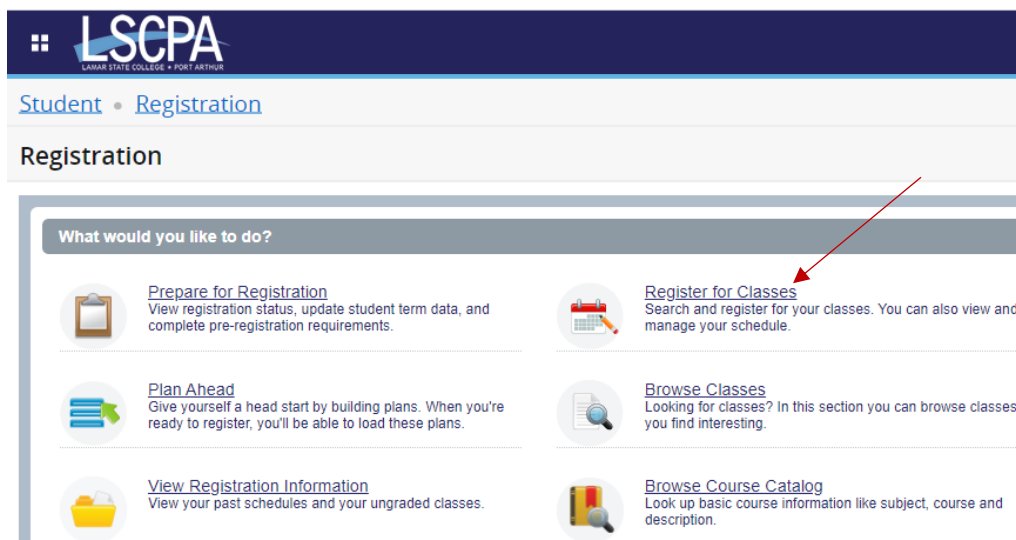 LSCPA
LAMAR STATE COLLEGE • PORT ARTHUR
Student • Registration
Registration
What would you like to do?
Prepare for Registration
View registration status, update student term data, and
complete pre-registration requirements.
Register for Classes
Search and register for your classes. You can also view and
manage your schedule.
Plan Ahead
Give yourself a head start by building plans. When you're
ready to register, you'll be able to load these plans.
Browse Classes
Looking for classes? In this section you can browse classes
you find interesting.
View Registration Information
View your past schedules and your ungraded classes.
Browse Course Catalog
Look up basic course information like subject, course and
description.